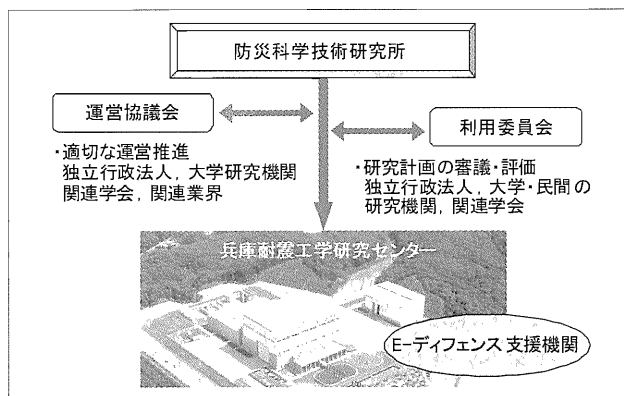 防災科学技術研究所
運営協議会
・適切な運営推進
独立行政法人，大学研究機関
関連学会，関連業界
利用委員会
・研究計画の審議・評価
独立行政法人，大学・民間の
研究機関，関連学会
兵庫耐震工学研究センター
E-ディフェンス支援機関